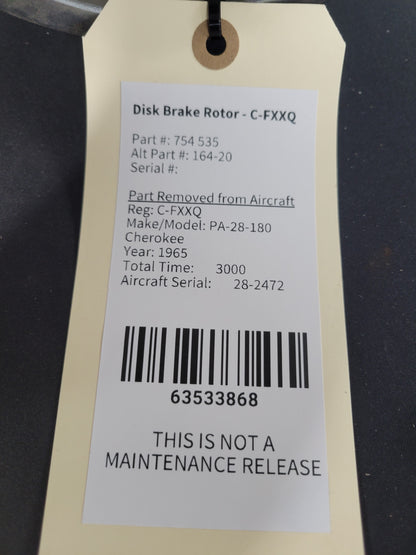 Disk Brake Rotor - C-FXXQ
Part #: 754 535
Alt Part #: 164-20
Serial #:
Part Removed from Aircraft
Reg: C-FXXQ
Make/Model: PA-28-180
Cherokee
Year: 1965
Total Time: 3000
Aircraft Serial: 28-2472
63533868
THIS IS NOT A
MAINTENANCE RELEASE